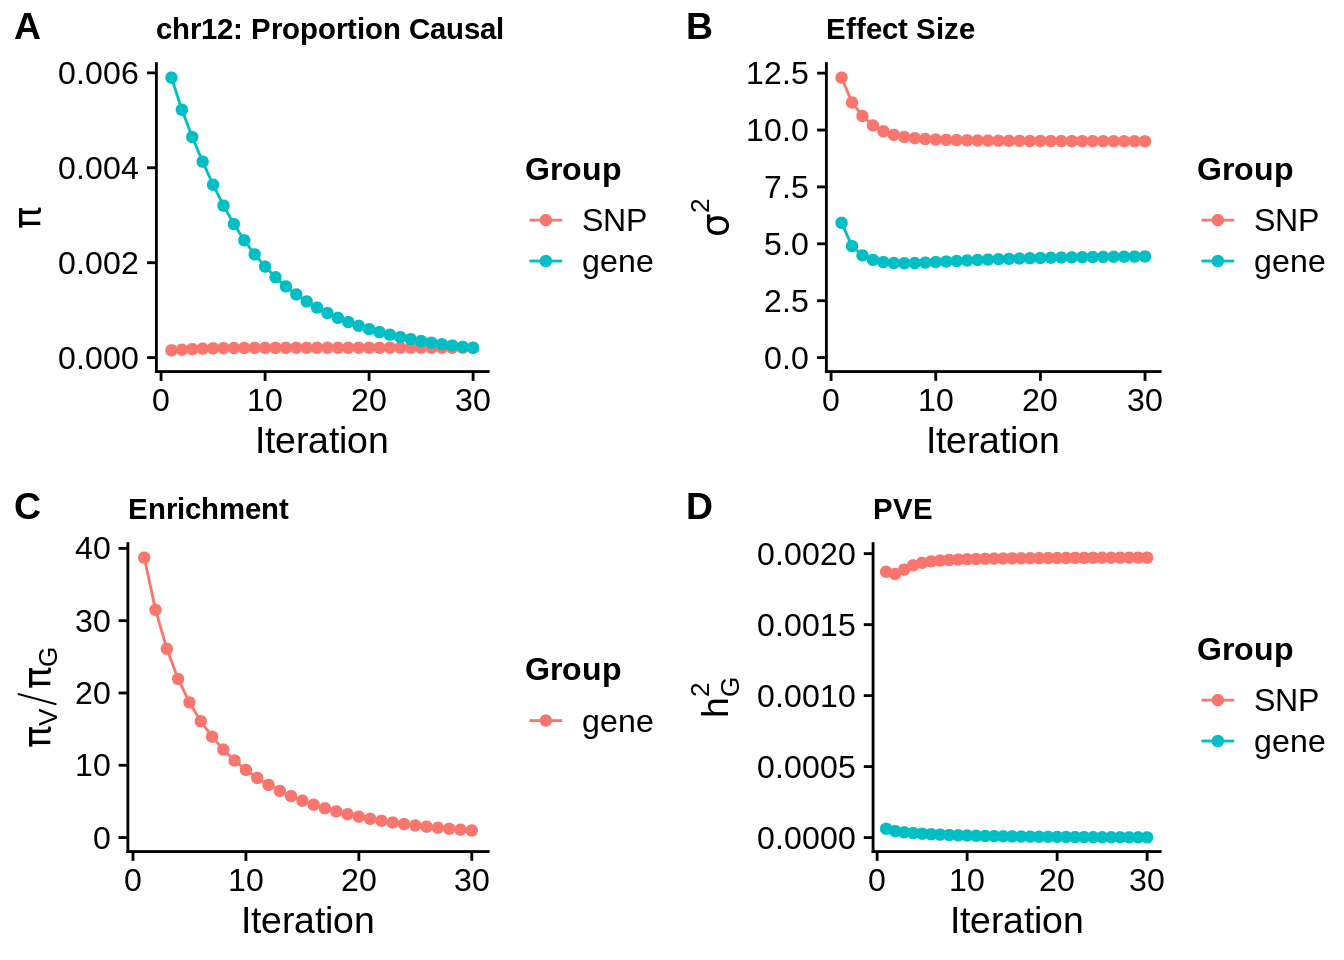 A
chr12: Proportion Causal
0.006
0.004
0.002
0.000
π
0
10
20
30
Iteration
Group
SNP
gene
B
Effect Size
12.5
10.0
7.5
5.0
2.5
0.0
σ²
0
10
20
30
Iteration
Group
SNP
gene
C
Enrichment
40
30
20
10
0
π_V/π_G
0
10
20
30
Iteration
Group
gene
D
PVE
0.0020
0.0015
0.0010
0.0005
0.0000
h²_G
0
10
20
30
Iteration
Group
SNP
gene